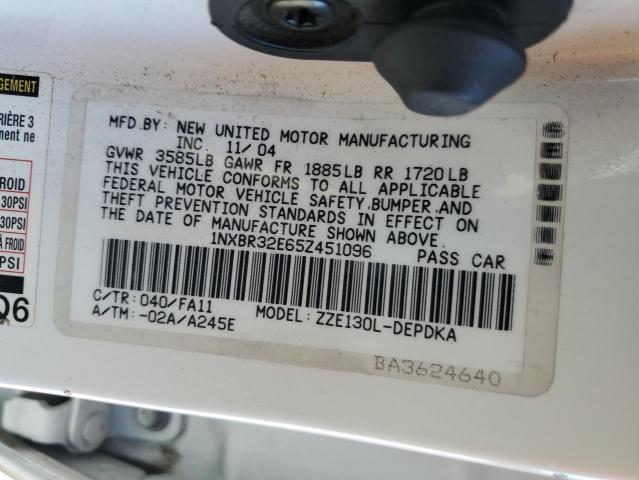 GEMENT
RIÈRE 3
ment ne
ROID
30PSI
ROID
30PSI
À FROID
PSI
Q6
MFD.BY: NEW UNITED MOTOR MANUFACTURING
INC. 11/04
GVWR 3585LB GAWR FR 1885LB RR 1720LB
THIS VEHICLE CONFORMS TO ALL APPLICABLE
FEDERAL MOTOR VEHICLE SAFETY,BUMPER,AND
THEFT PREVENTION STANDARDS IN EFFECT ON
THE DATE OF MANUFACTURE SHOWN ABOVE.
1NXBR32E65Z451096 PASS CAR
C/TR: 040/FA11
A/TM: -02A/A245E
MODEL: ZZE130L-DEPDKA
BA3624640